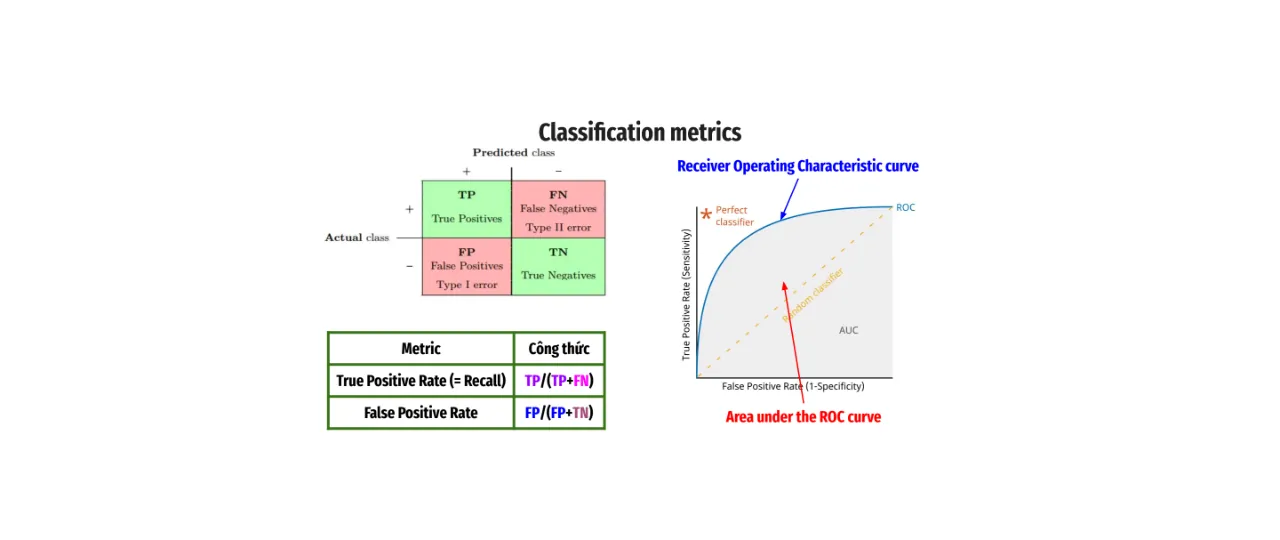 Classification metrics
Predicted class
+ −
TP
True Positives
FN
False Negatives
Type II error
+
Actual class
−
FP
False Positives
Type I error
TN
True Negatives
Metric Công thức
True Positive Rate (= Recall) TP/(TP+FN)
False Positive Rate FP/(FP+TN)
Receiver Operating Characteristic curve
* Perfect
classifier
ROC
True Positive Rate (Sensitivity)
Random classifier
AUC
False Positive Rate (1-Specificity)
Area under the ROC curve